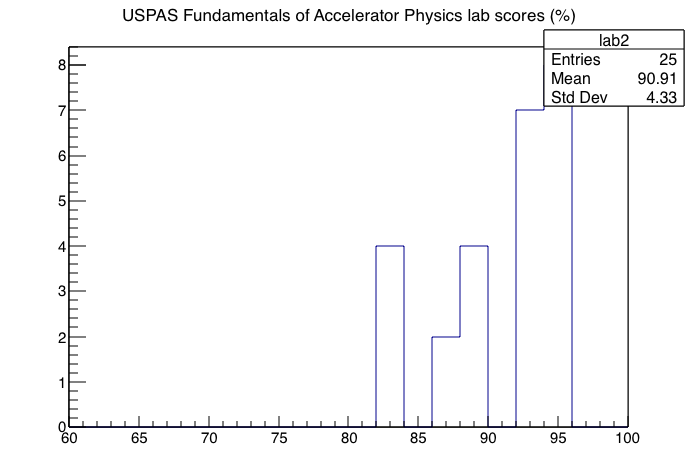 USPAS Fundamentals of Accelerator Physics lab scores (%)
lab2
Entries 25
Mean 90.91
Std Dev 4.33
8
7
6
5
4
3
2
1
0
60 65 70 75 80 85 90 95 100